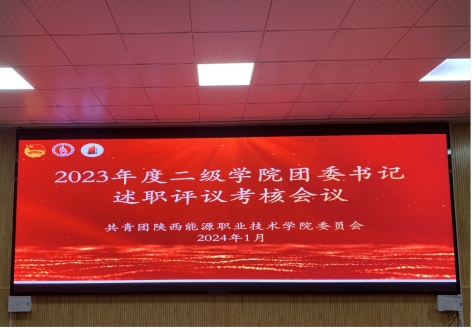 2023年度二级学院团委书记
述职评议考核会议
共青团陕西能源职业技术学院委员会
2024年1月